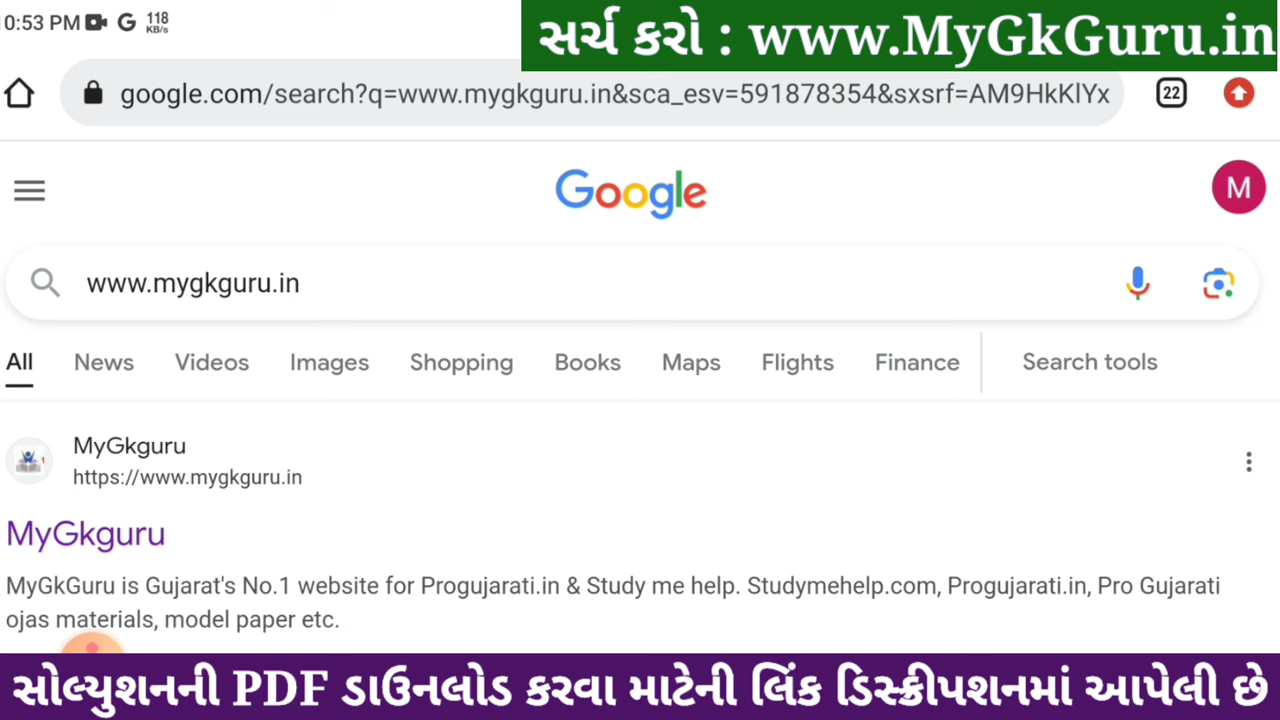 0:53 PM G 118 KB/s
સર્ચ કરો : www.MyGkGuru.in
google.com/search?q=www.mygkguru.in&sca_esv=591878354&sxsrf=AM9HkKlYx
22
Google
M
www.mygkguru.in
All News Videos Images Shopping Books Maps Flights Finance Search tools
MyGkguru
https://www.mygkguru.in
MyGkguru
MyGkGuru is Gujarat's No.1 website for Progujarati.in & Study me help. Studymehelp.com, Progujarati.in, Pro Gujarati
ojas materials, model paper etc.
સોલ્યુશનની PDF ડાઉનલોડ કરવા માટેની લિંક ડિસ્ક્રીપશનમાં આપેલી છે